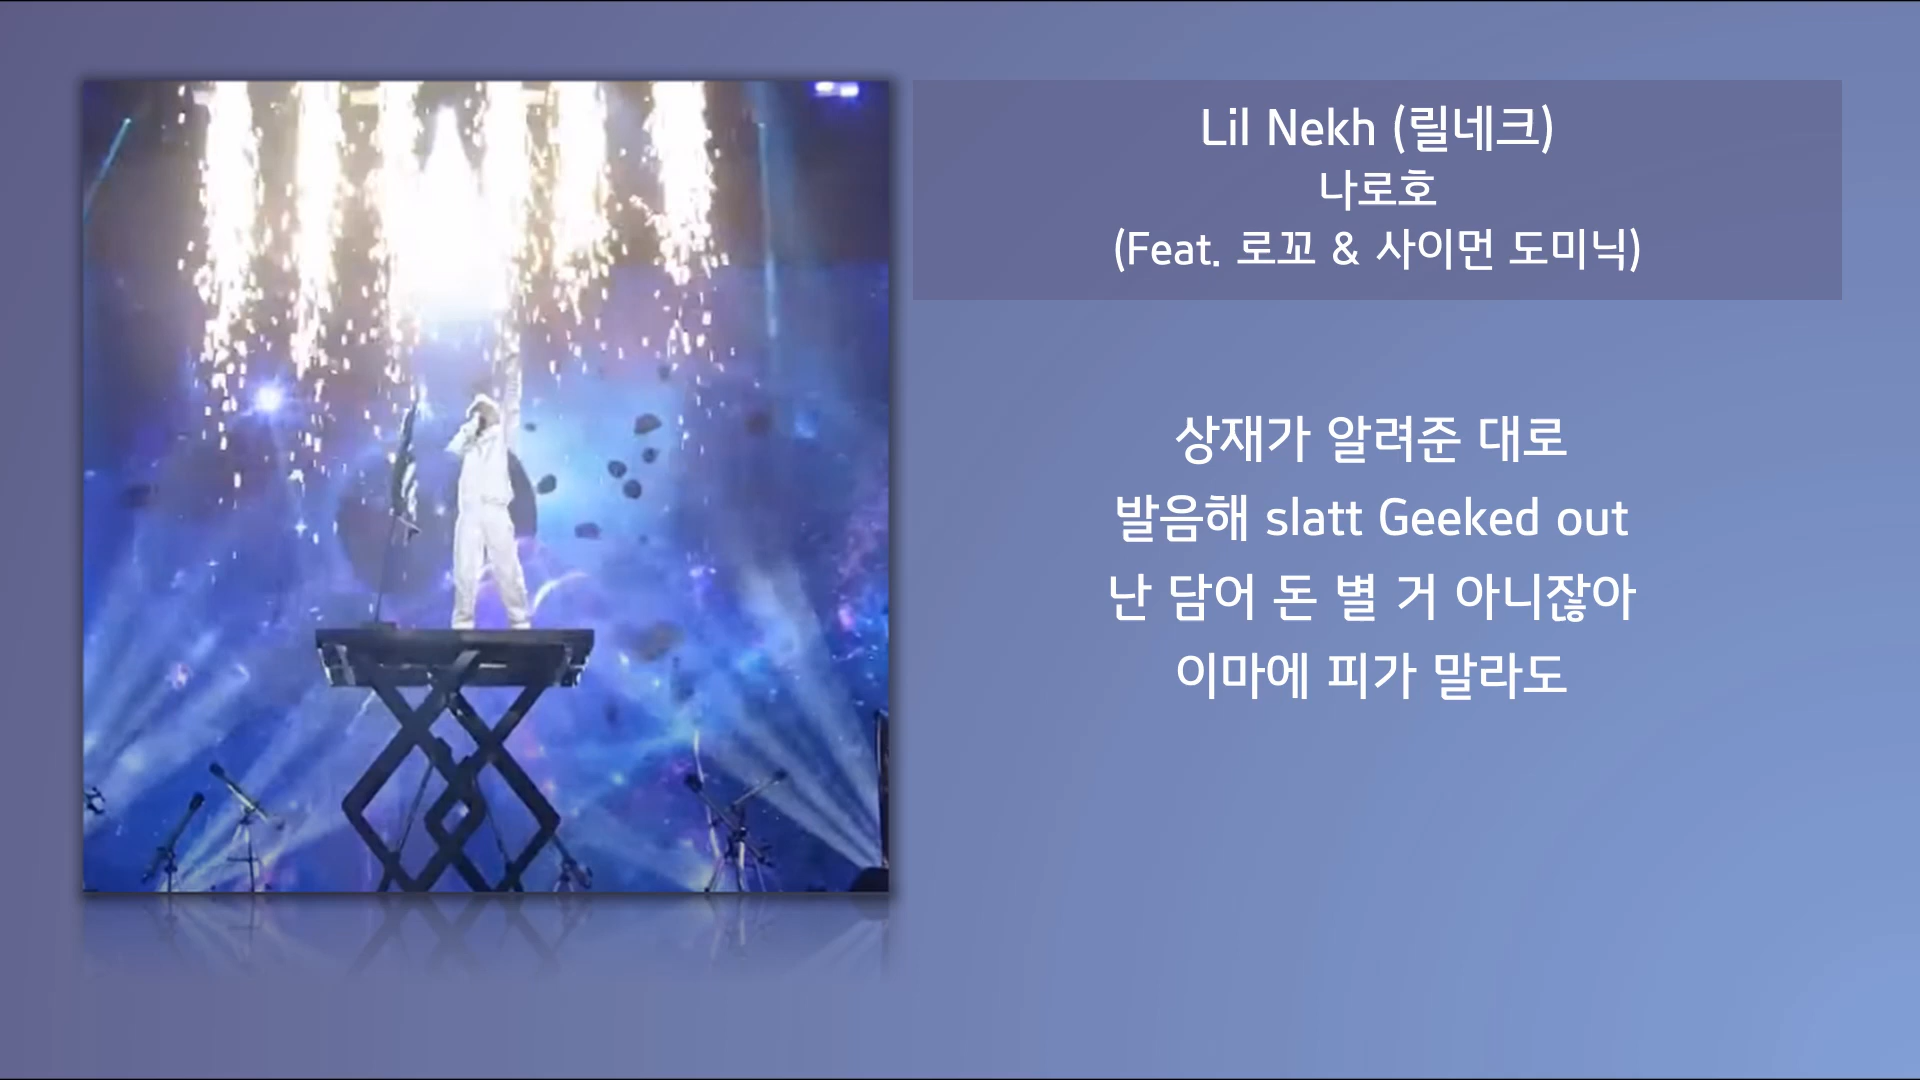 Lil Nekh (릴네크)
나로호
(Feat. 로꼬 & 사이먼 도미닉)
상재가 알려준 대로
발음해 slatt Geeked out
난 담어 돈 별 거 아니잖아
이마에 피가 말라도